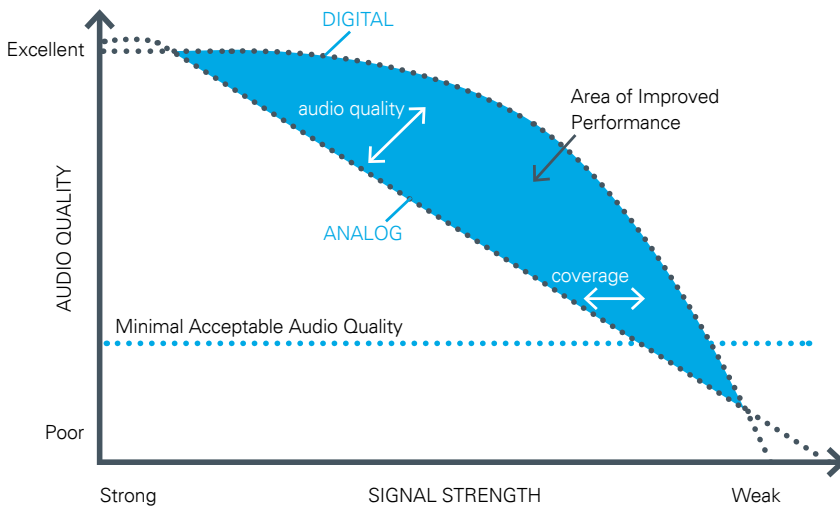 DIGITAL
Excellent
audio quality
Area of Improved
Performance
AUDIO QUALITY
ANALOG
coverage
Minimal Acceptable Audio Quality
Poor
Strong
SIGNAL STRENGTH
Weak